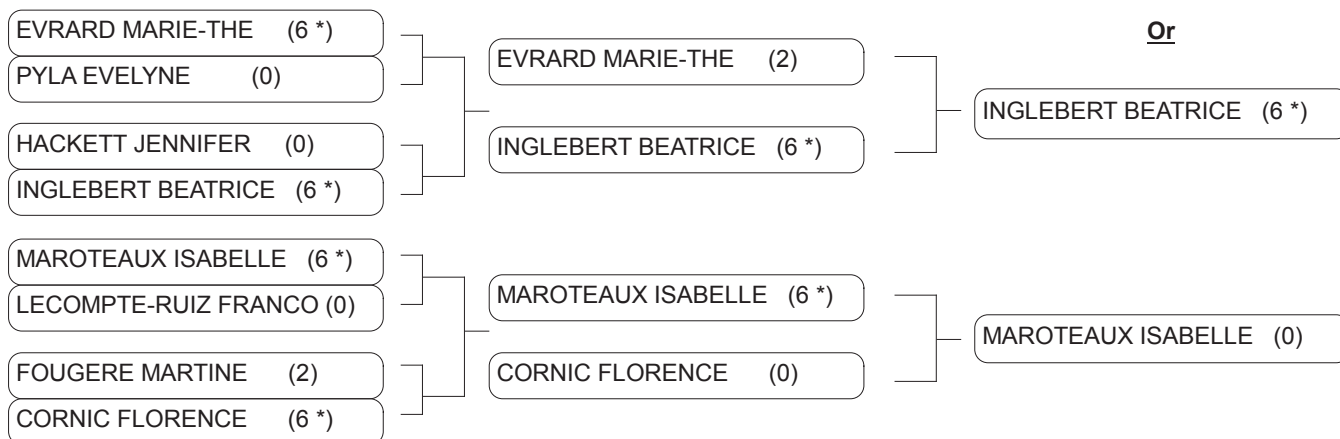 EVRARD MARIE-THE (6 *)
PYLA EVELYNE (0)
HACKETT JENNIFER (0)
INGLEBERT BEATRICE (6 *)
MAROTEAUX ISABELLE (6 *)
LECOMPTE-RUIZ FRANCO (0)
FOUGERE MARTINE (2)
CORNIC FLORENCE (6 *)
EVRARD MARIE-THE (2)
INGLEBERT BEATRICE (6 *)
MAROTEAUX ISABELLE (6 *)
CORNIC FLORENCE (0)
Or
INGLEBERT BEATRICE (6 *)
MAROTEAUX ISABELLE (0)